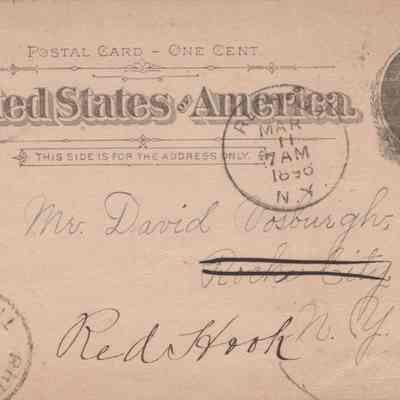 POSTAL CARD - ONE CENT
ted States of America.
THIS SIDE IS FOR THE ADDRESS ONLY.
MAR
11
7 AM
N.Y.
Mr. David Vosburgh,
Rock City
Red Hook N.Y.